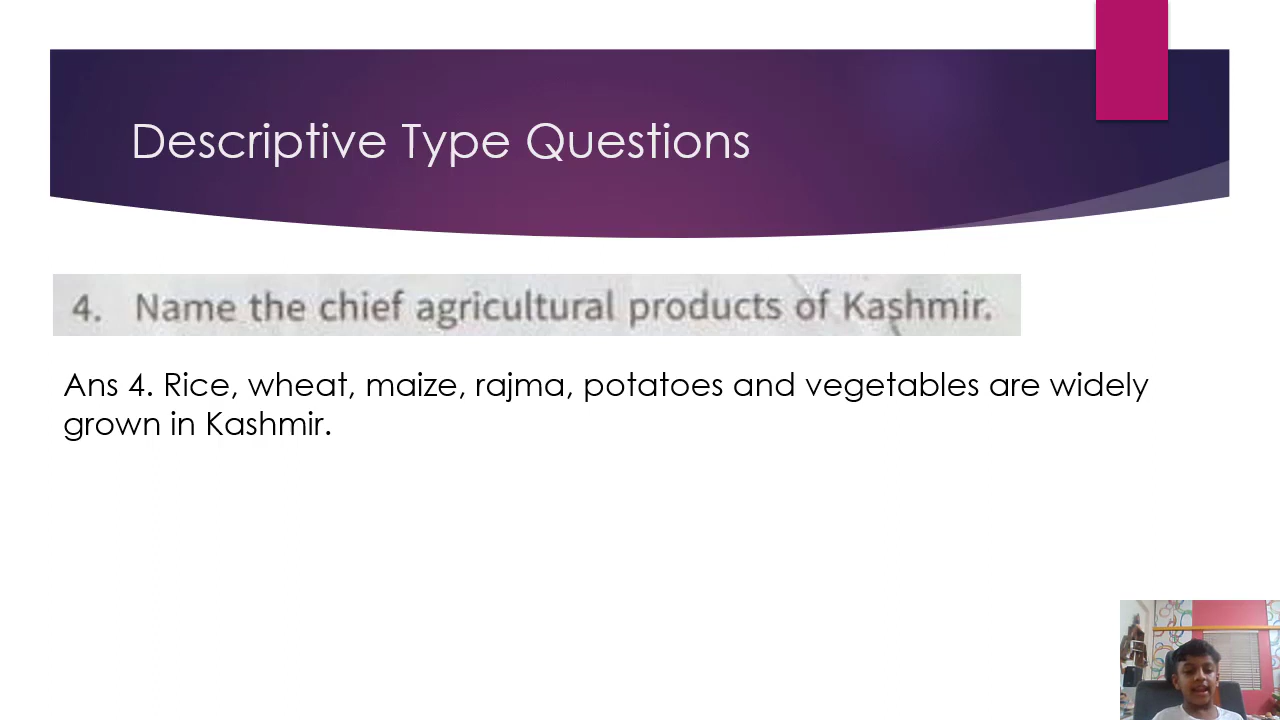 Descriptive Type Questions
4. Name the chief agricultural products of Kashmir.
Ans 4. Rice, wheat, maize, rajma, potatoes and vegetables are widely
grown in Kashmir.